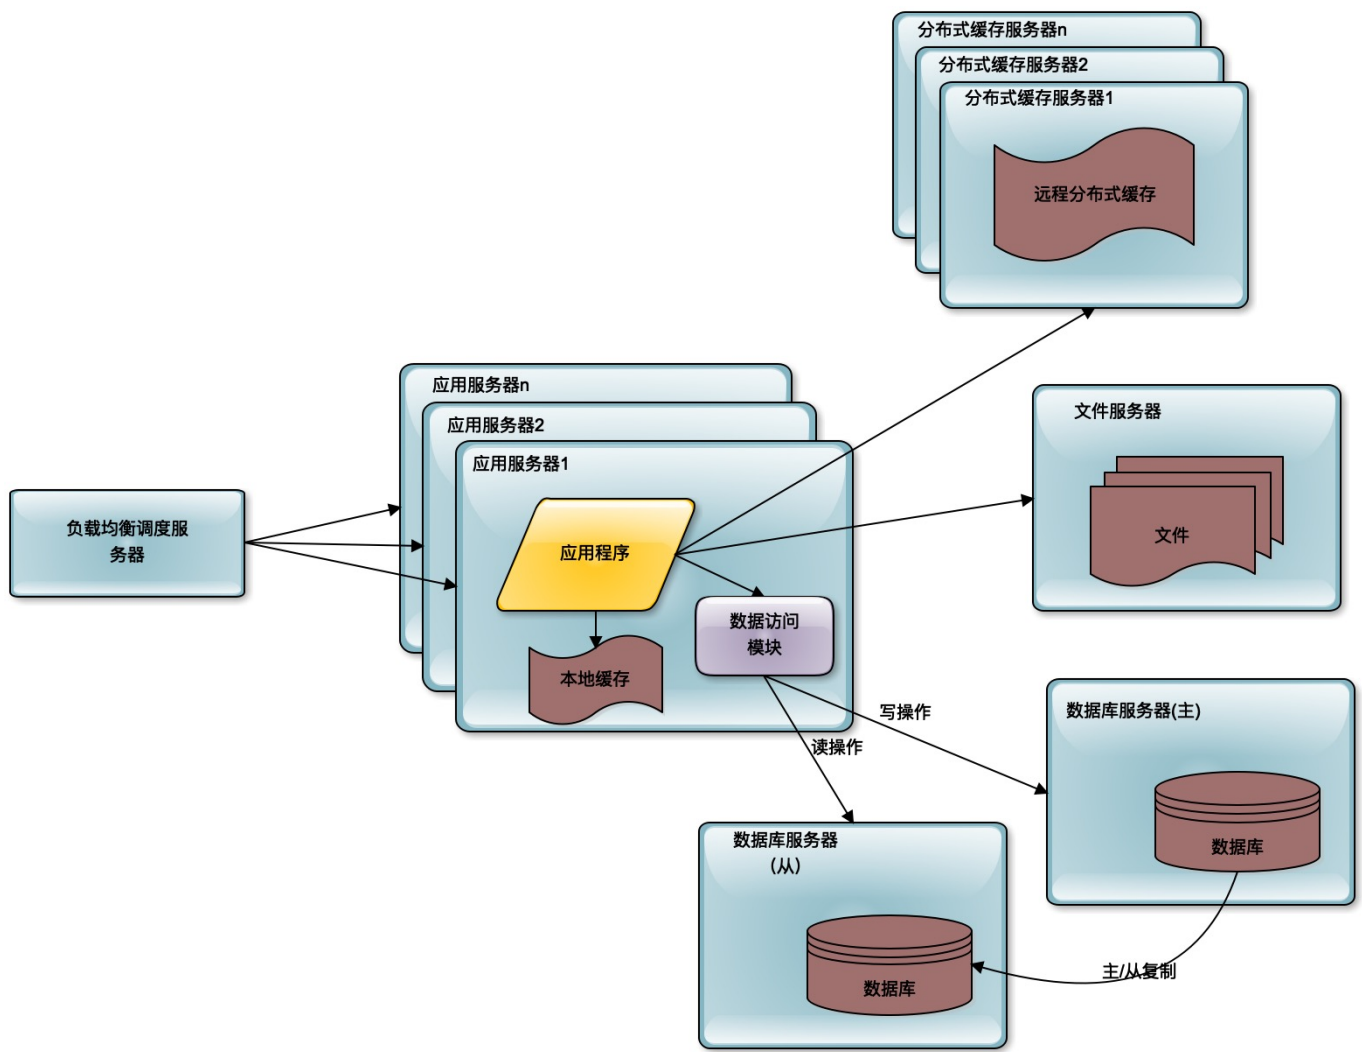 分布式缓存服务器n
分布式缓存服务器2
分布式缓存服务器1
远程分布式缓存
应用服务器n
应用服务器2
应用服务器1
文件服务器
文件
负载均衡调度服
务器
应用程序
数据访问
模块
本地缓存
写操作
读操作
数据库服务器(主)
数据库
数据库服务器
（从）
数据库
主/从复制